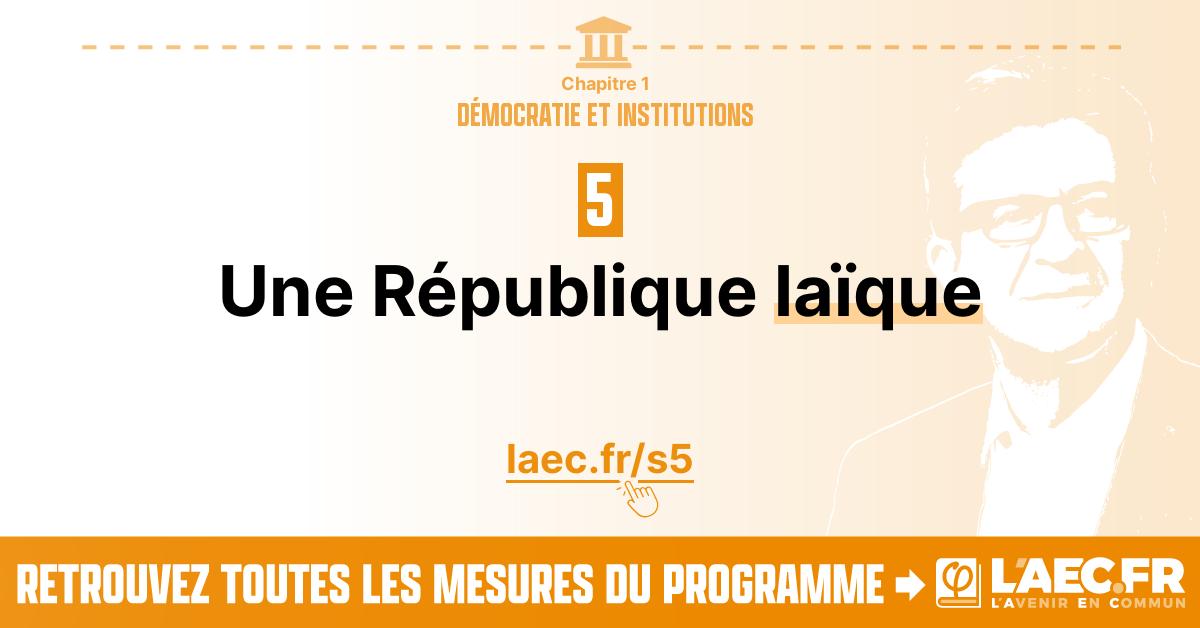 Chapitre 1
DÉMOCRATIE ET INSTITUTIONS
5
Une République laïque
laec.fr/s5
RETROUVEZ TOUTES LES MESURES DU PROGRAMME
φ
L'AEC.FR
L'AVENIR EN COMMUN